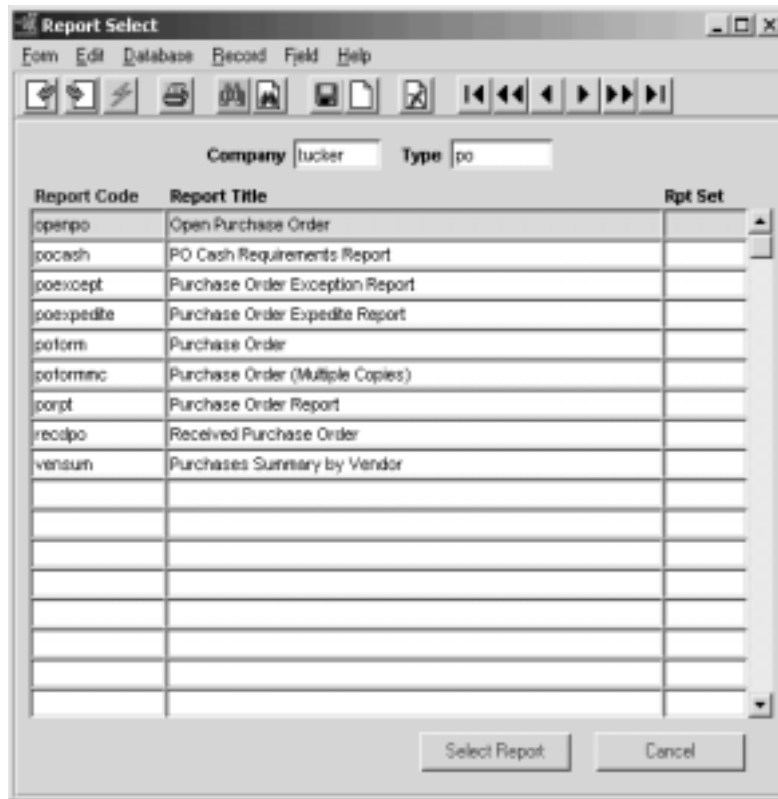 Report Select
Form Edit Database Record Field Help
Company tucker Type po
Report Code Report Title Rpt Set
openpo Open Purchase Order
pocash PO Cash Requirements Report
poexcept Purchase Order Exception Report
poexpedite Purchase Order Expedite Report
poform Purchase Order
poformmc Purchase Order (Multiple Copies)
porpt Purchase Order Report
recdpo Received Purchase Order
vensum Purchases Summary by Vendor
Select Report Cancel